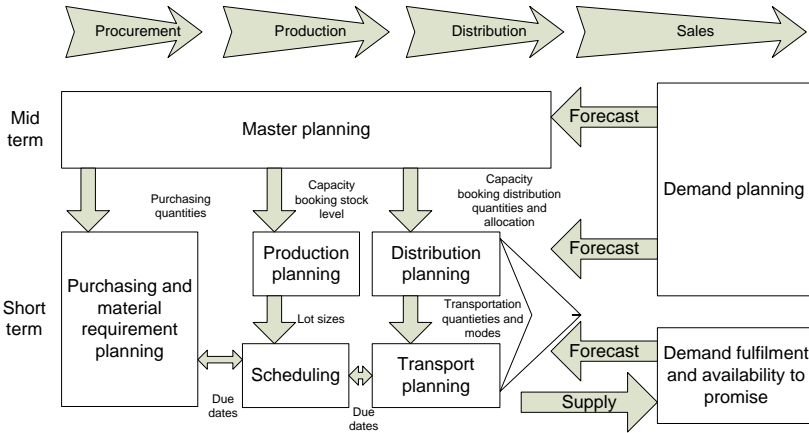 Procurement
Production
Distribution
Sales
Mid
term
Master planning
Forecast
Demand planning
Purchasing
quantities
Capacity
booking stock
level
Capacity
booking distribution
quantities and
allocation
Forecast
Short
term
Purchasing and
material
requirement
planning
Production
planning
Distribution
planning
Lot sizes
Transportation
quantieties and
modes
Scheduling
Transport
planning
Due
dates
Due
dates
Forecast
Supply
Demand fulfilment
and availability to
promise